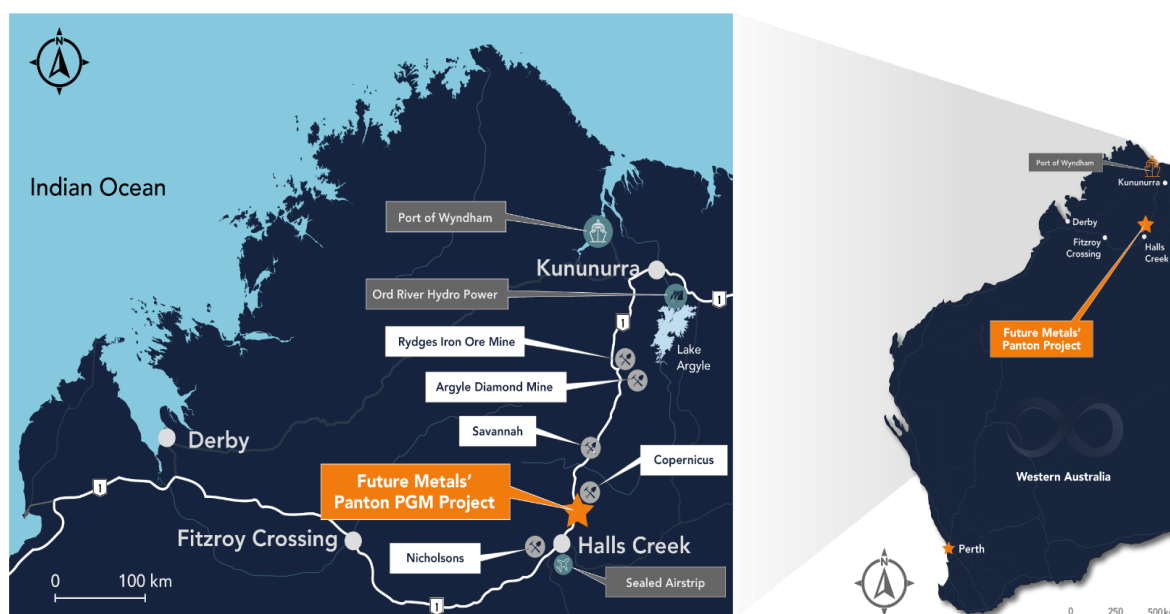 N
Indian Ocean
Port of Wyndham
Kununurra
Ord River Hydro Power
1
1
Rydges Iron Ore Mine
Lake
Argyle
Argyle Diamond Mine
Savannah
Derby
Copernicus
Future Metals'
Panton PGM Project
1
Fitzroy Crossing
Halls Creek
Nicholsons
Sealed Airstrip
0 100 km
1
Port of Wyndham
Kununurra
Derby
Fitzroy
Crossing
Halls
Creek
Future Metals'
Panton Project
Western Australia
Perth
N
0 250 500